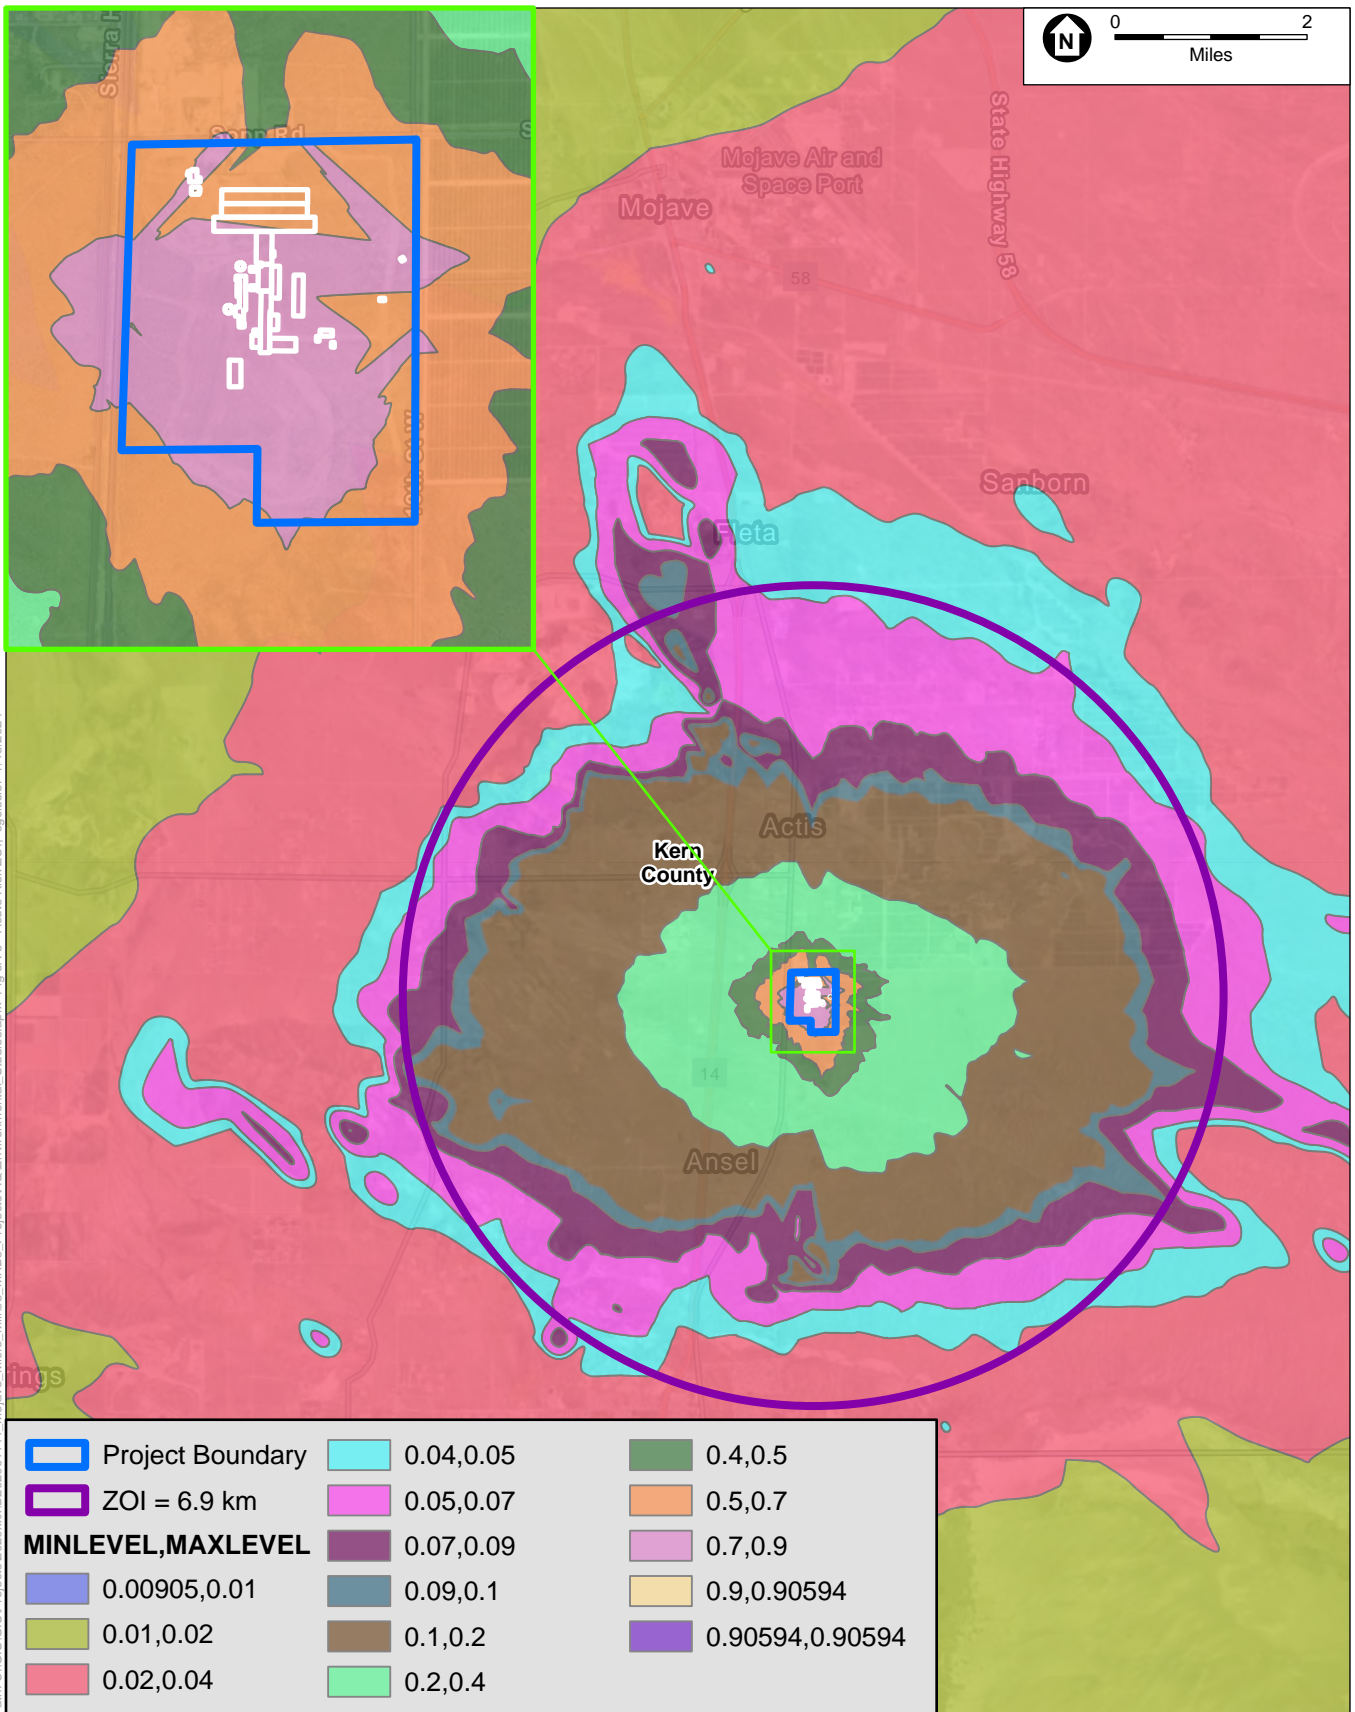 Sierra H
Sopp Rd
S
10th St W
N
0 2
Miles
State Highway 58
Mojave Air and
Space Port
Mojave
58
Sanborn
Fleta
Actis
Kern
County
14
Ansel
ings
Project Boundary
ZOI = 6.9 km
MINLEVEL,MAXLEVEL
0.00905,0.01
0.01,0.02
0.02,0.04
0.04,0.05
0.05,0.07
0.07,0.09
0.09,0.1
0.1,0.2
0.2,0.4
0.4,0.5
0.5,0.7
0.7,0.9
0.9,0.90594
0.90594,0.90594